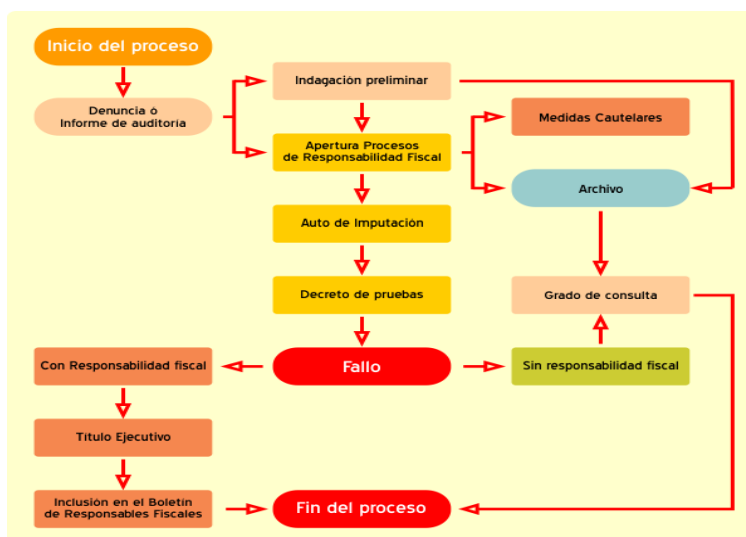 Inicio del proceso
Denuncia ò
Informe de auditoría
Indagación preliminar
Apertura Procesos
de Responsabilidad Fiscal
Medidas Cautelares
Archivo
Auto de Imputación
Decreto de pruebas
Grado de consulta
Con Responsabilidad fiscal
Fallo
Sin responsabilidad fiscal
Título Ejecutivo
Inclusión en el Boletín
de Responsables Fiscales
Fin del proceso